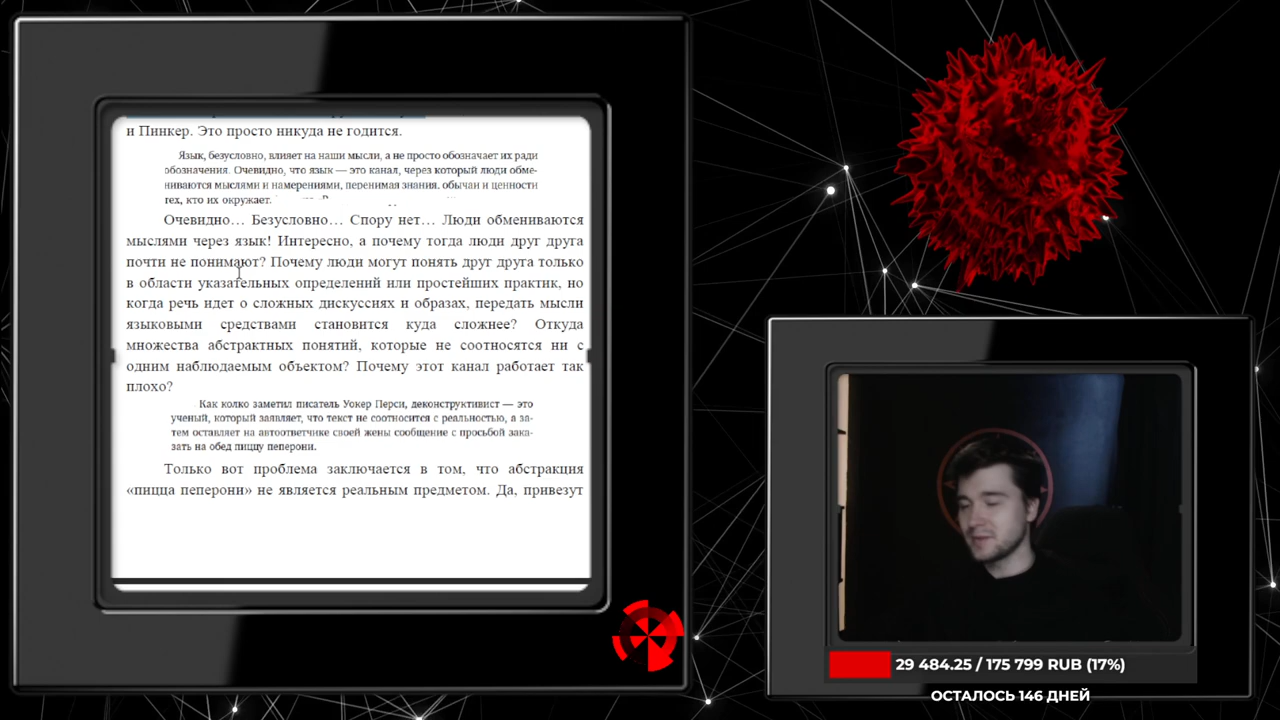 и Пинкер. Это просто никуда не годится.
Язык, безусловно, влияет на наши мысли, а не просто обозначает их ради
обозначения. Очевидно, что язык — это канал, через который люди обме-
ниваются мыслями и намерениями, перенимая знания, обычаи и ценности
тех, кто их окружает.
Очевидно… Безусловно… Спору нет… Люди обмениваются
мыслями через язык! Интересно, а почему тогда люди друг друга
почти не понимают? Почему люди могут понять друг друга только
в области указательных определений или простейших практик, но
когда речь идет о сложных дискуссиях и образах, передать мысли
языковыми средствами становится куда сложнее? Откуда
множества абстрактных понятий, которые не соотносятся ни с
одним наблюдаемым объектом? Почему этот канал работает так
плохо?
Как колко заметил писатель Уокер Перси, деконструктивист — это
ученый, который заявляет, что текст не соотносится с реальностью, а за-
тем оставляет на автоответчике своей жены сообщение с просьбой зака-
зать на обед пиццу пеперони.
Только вот проблема заключается в том, что абстракция
«пицца пеперони» не является реальным предметом. Да, привезут
29 484.25 / 175 799 RUB (17%)
ОСТАЛОСЬ 146 ДНЕЙ